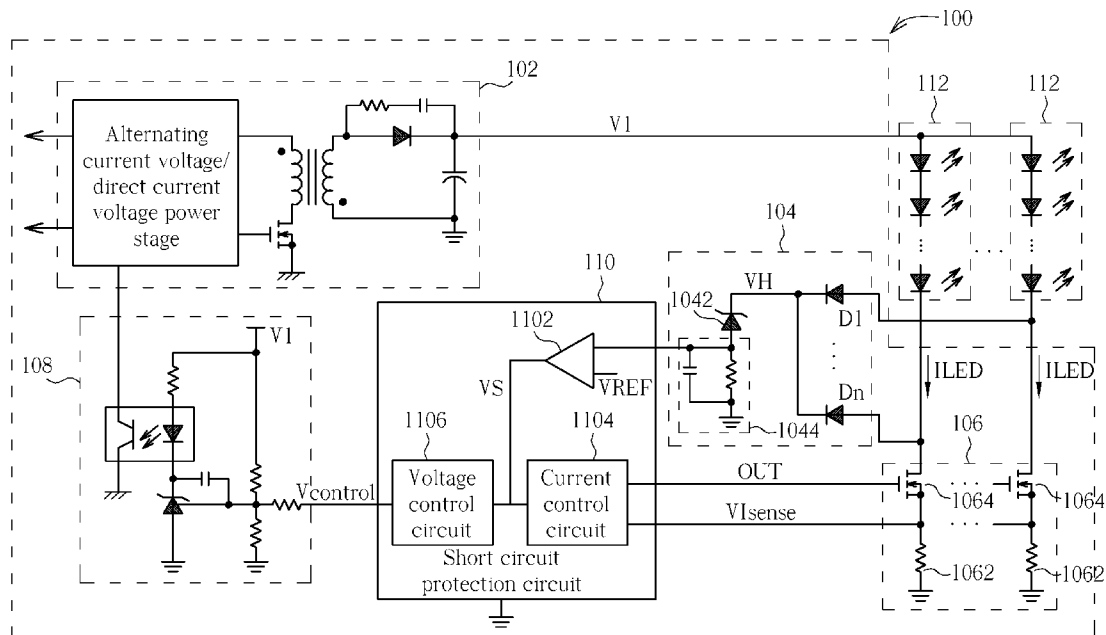 100
102
112
112
Alternating
current voltage/
direct current
voltage power
stage
V1
104
110
VH
1042
D1
1102
V1
108
ILED
ILED
VREF
VS
Dn
1106
1104
1044
106
OUT
Voltage
control
circuit
Current
control
circuit
Vcontrol
1064
1064
VIsense
Short circuit
protection circuit
1062
1062